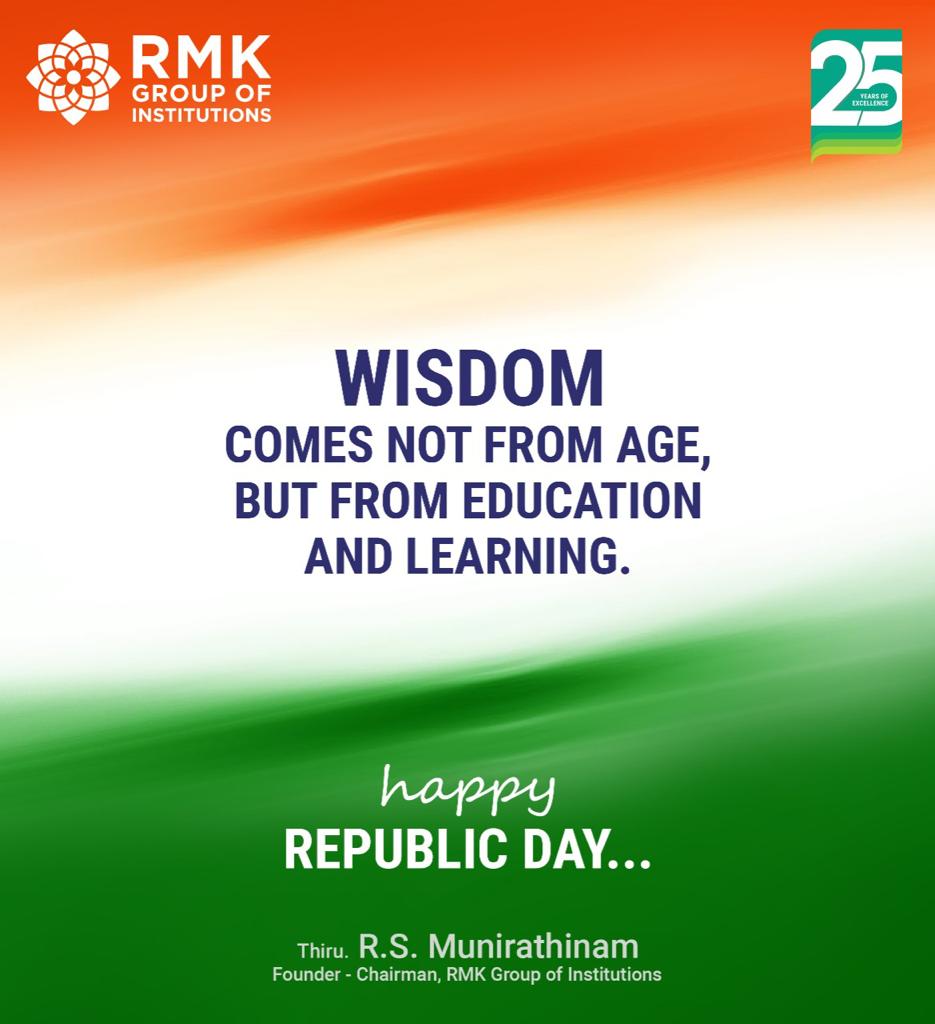 RMK
GROUP OF
INSTITUTIONS
25
YEARS OF
EXCELLENCE
WISDOM
COMES NOT FROM AGE,
BUT FROM EDUCATION
AND LEARNING.
happy
REPUBLIC DAY...
Thiru. R.S. Munirathinam
Founder - Chairman, RMK Group of Institutions